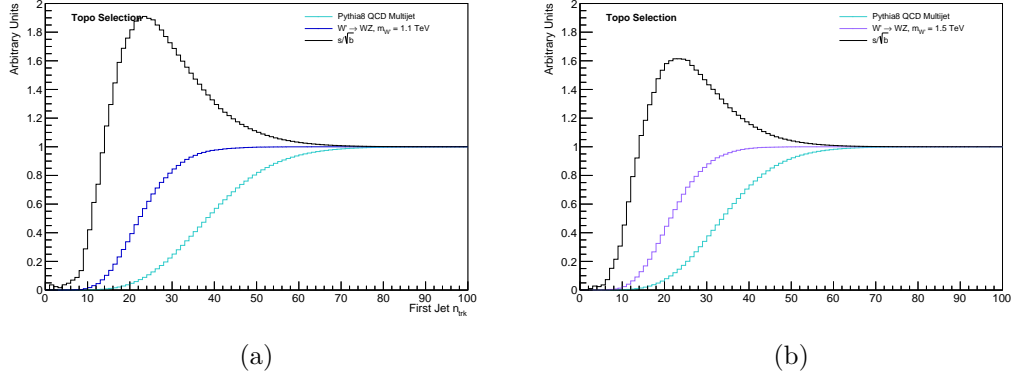 Arbitrary Units
2
1.8
1.6
1.4
1.2
1
0.8
0.6
0.4
0.2
0
Topo Selection
Pythia8 QCD Multijet
W' → WZ, m_W' = 1.1 TeV
s/√b
0 10 20 30 40 50 60 70 80 90 100
First Jet n_trk
(a)
Arbitrary Units
2
1.8
1.6
1.4
1.2
1
0.8
0.6
0.4
0.2
0
Topo Selection
Pythia8 QCD Multijet
W' → WZ, m_W' = 1.5 TeV
s/√b
0 10 20 30 40 50 60 70 80 90 100
(b)